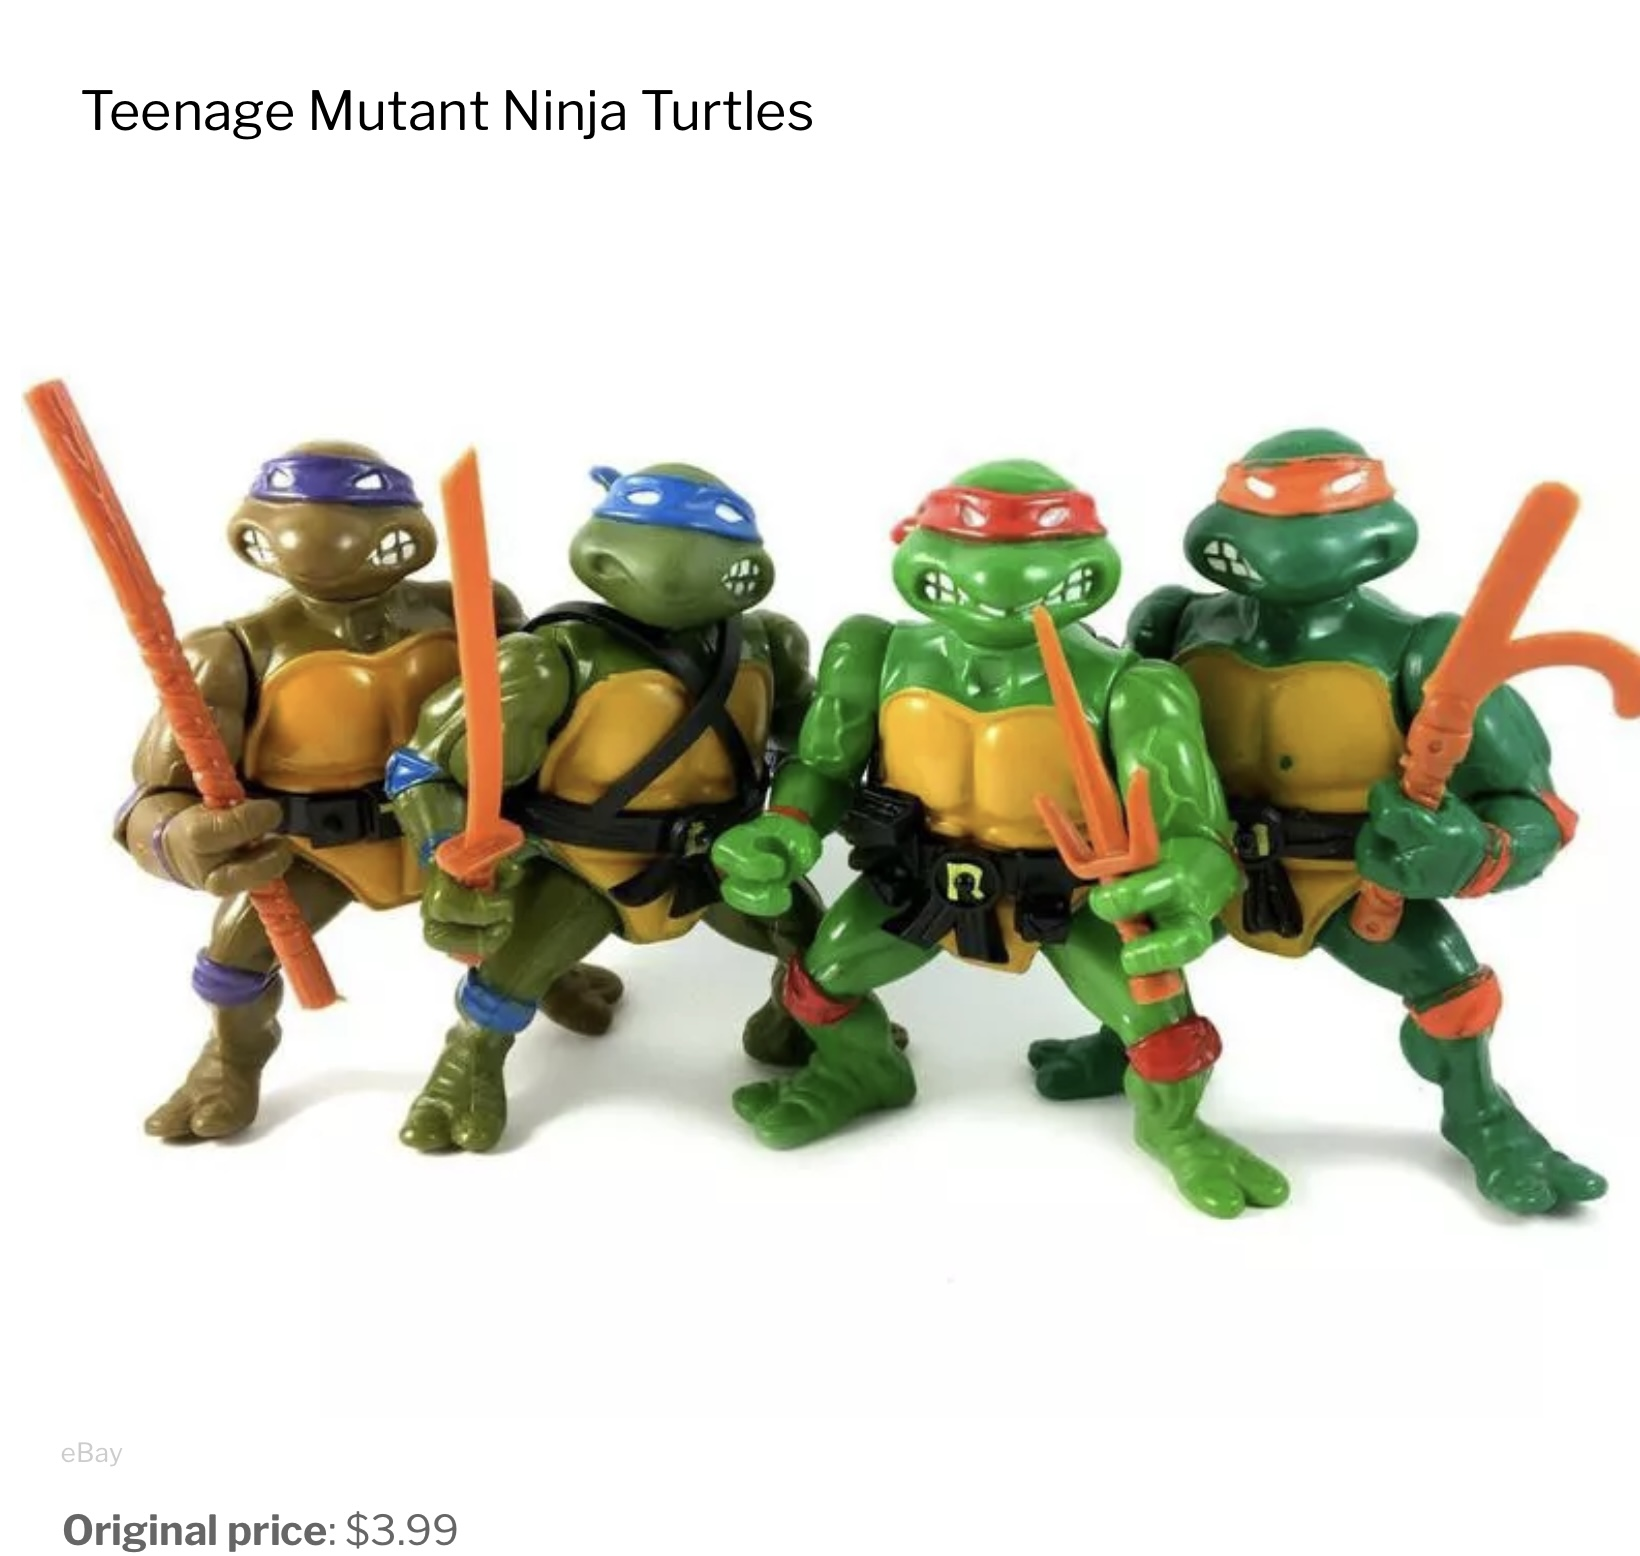 Teenage Mutant Ninja Turtles
R
eBay
Original price: $3.99